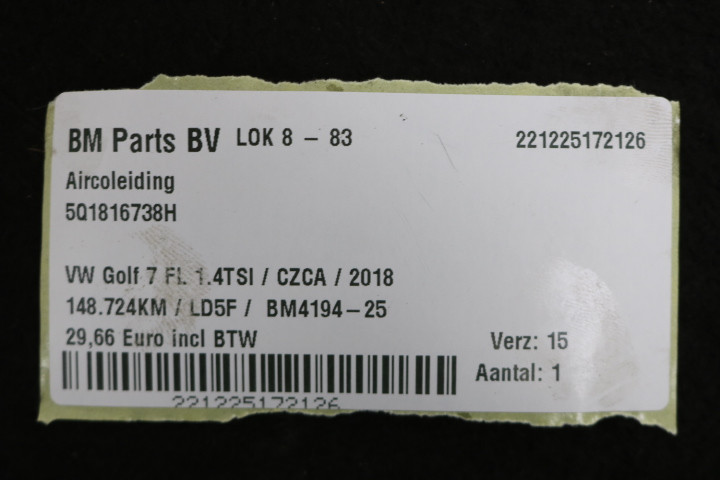 BM Parts BV LOK 8 - 83 221225172126
Aircoleiding
5Q1816738H
VW Golf 7 FL 1.4TSI / CZCA / 2018
148.724KM / LD5F / BM4194-25
29,66 Euro incl BTW
Verz: 15
Aantal: 1
221225172126